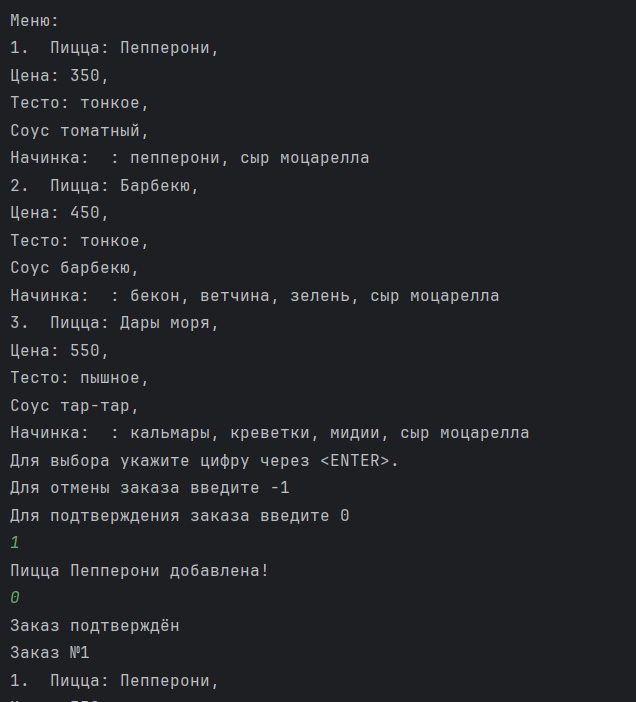 Меню:
1.  Пицца: Пепперони,
Цена: 350,
Тесто: тонкое,
Соус томатный,
Начинка:  : пепперони, сыр моцарелла
2.  Пицца: Барбекю,
Цена: 450,
Тесто: тонкое,
Соус барбекю,
Начинка:  : бекон, ветчина, зелень, сыр моцарелла
3.  Пицца: Дары моря,
Цена: 550,
Тесто: пышное,
Соус тар-тар,
Начинка:  : кальмары, креветки, мидии, сыр моцарелла
Для выбора укажите цифру через <ENTER>.
Для отмены заказа введите -1
Для подтверждения заказа введите 0
1
Пицца Пепперони добавлена!
0
Заказ подтверждён
Заказ №1
1.  Пицца: Пепперони,